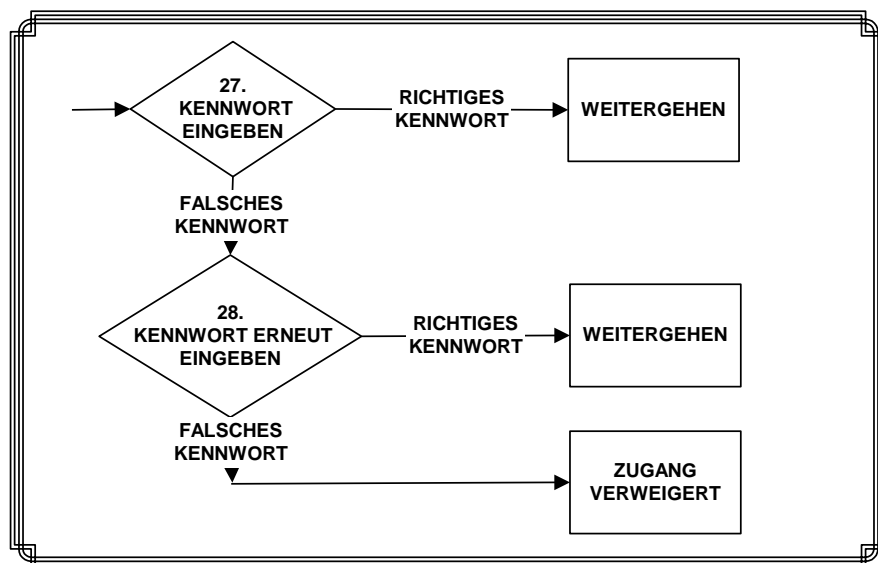 27.
KENNWORT
EINGEBEN
RICHTIGES
KENNWORT
WEITERGEHEN
FALSCHES
KENNWORT
28.
KENNWORT ERNEUT
EINGEBEN
RICHTIGES
KENNWORT
WEITERGEHEN
FALSCHES
KENNWORT
ZUGANG
VERWEIGERT